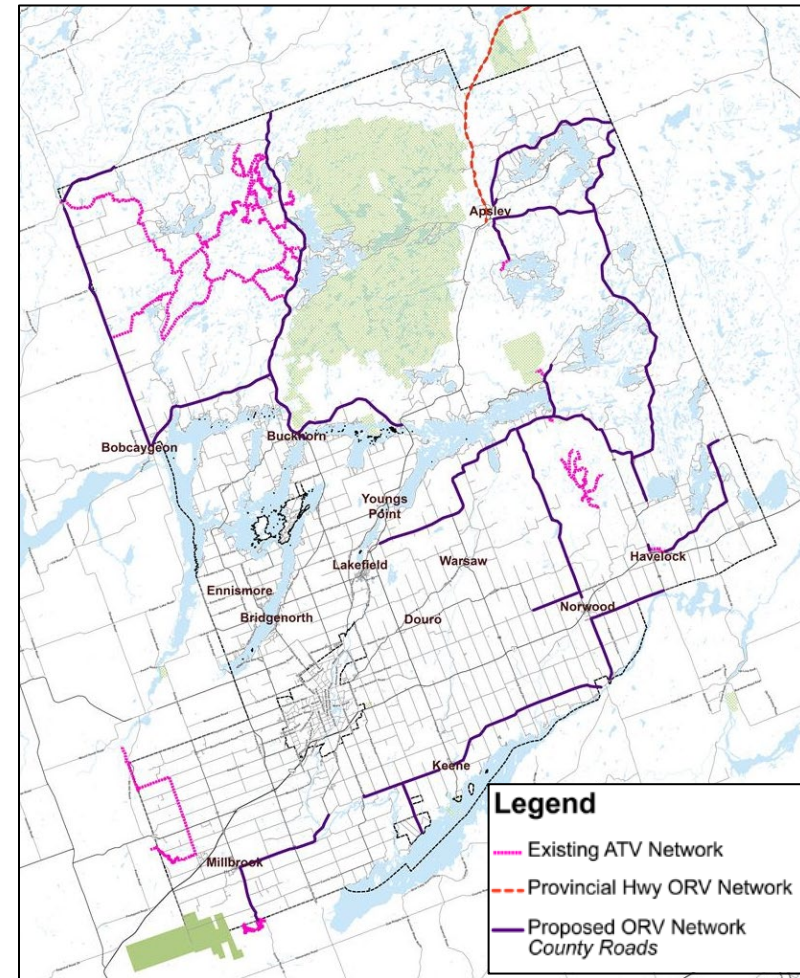 Apsley
Buckhorn
Bobcaygeon
Youngs
Point
Lakefield
Warsaw
Havelock
Ennismore
Norwood
Bridgenorth
Douro
Keene
Millbrook
Legend
Existing ATV Network
Provincial Hwy ORV Network
Proposed ORV Network
County Roads